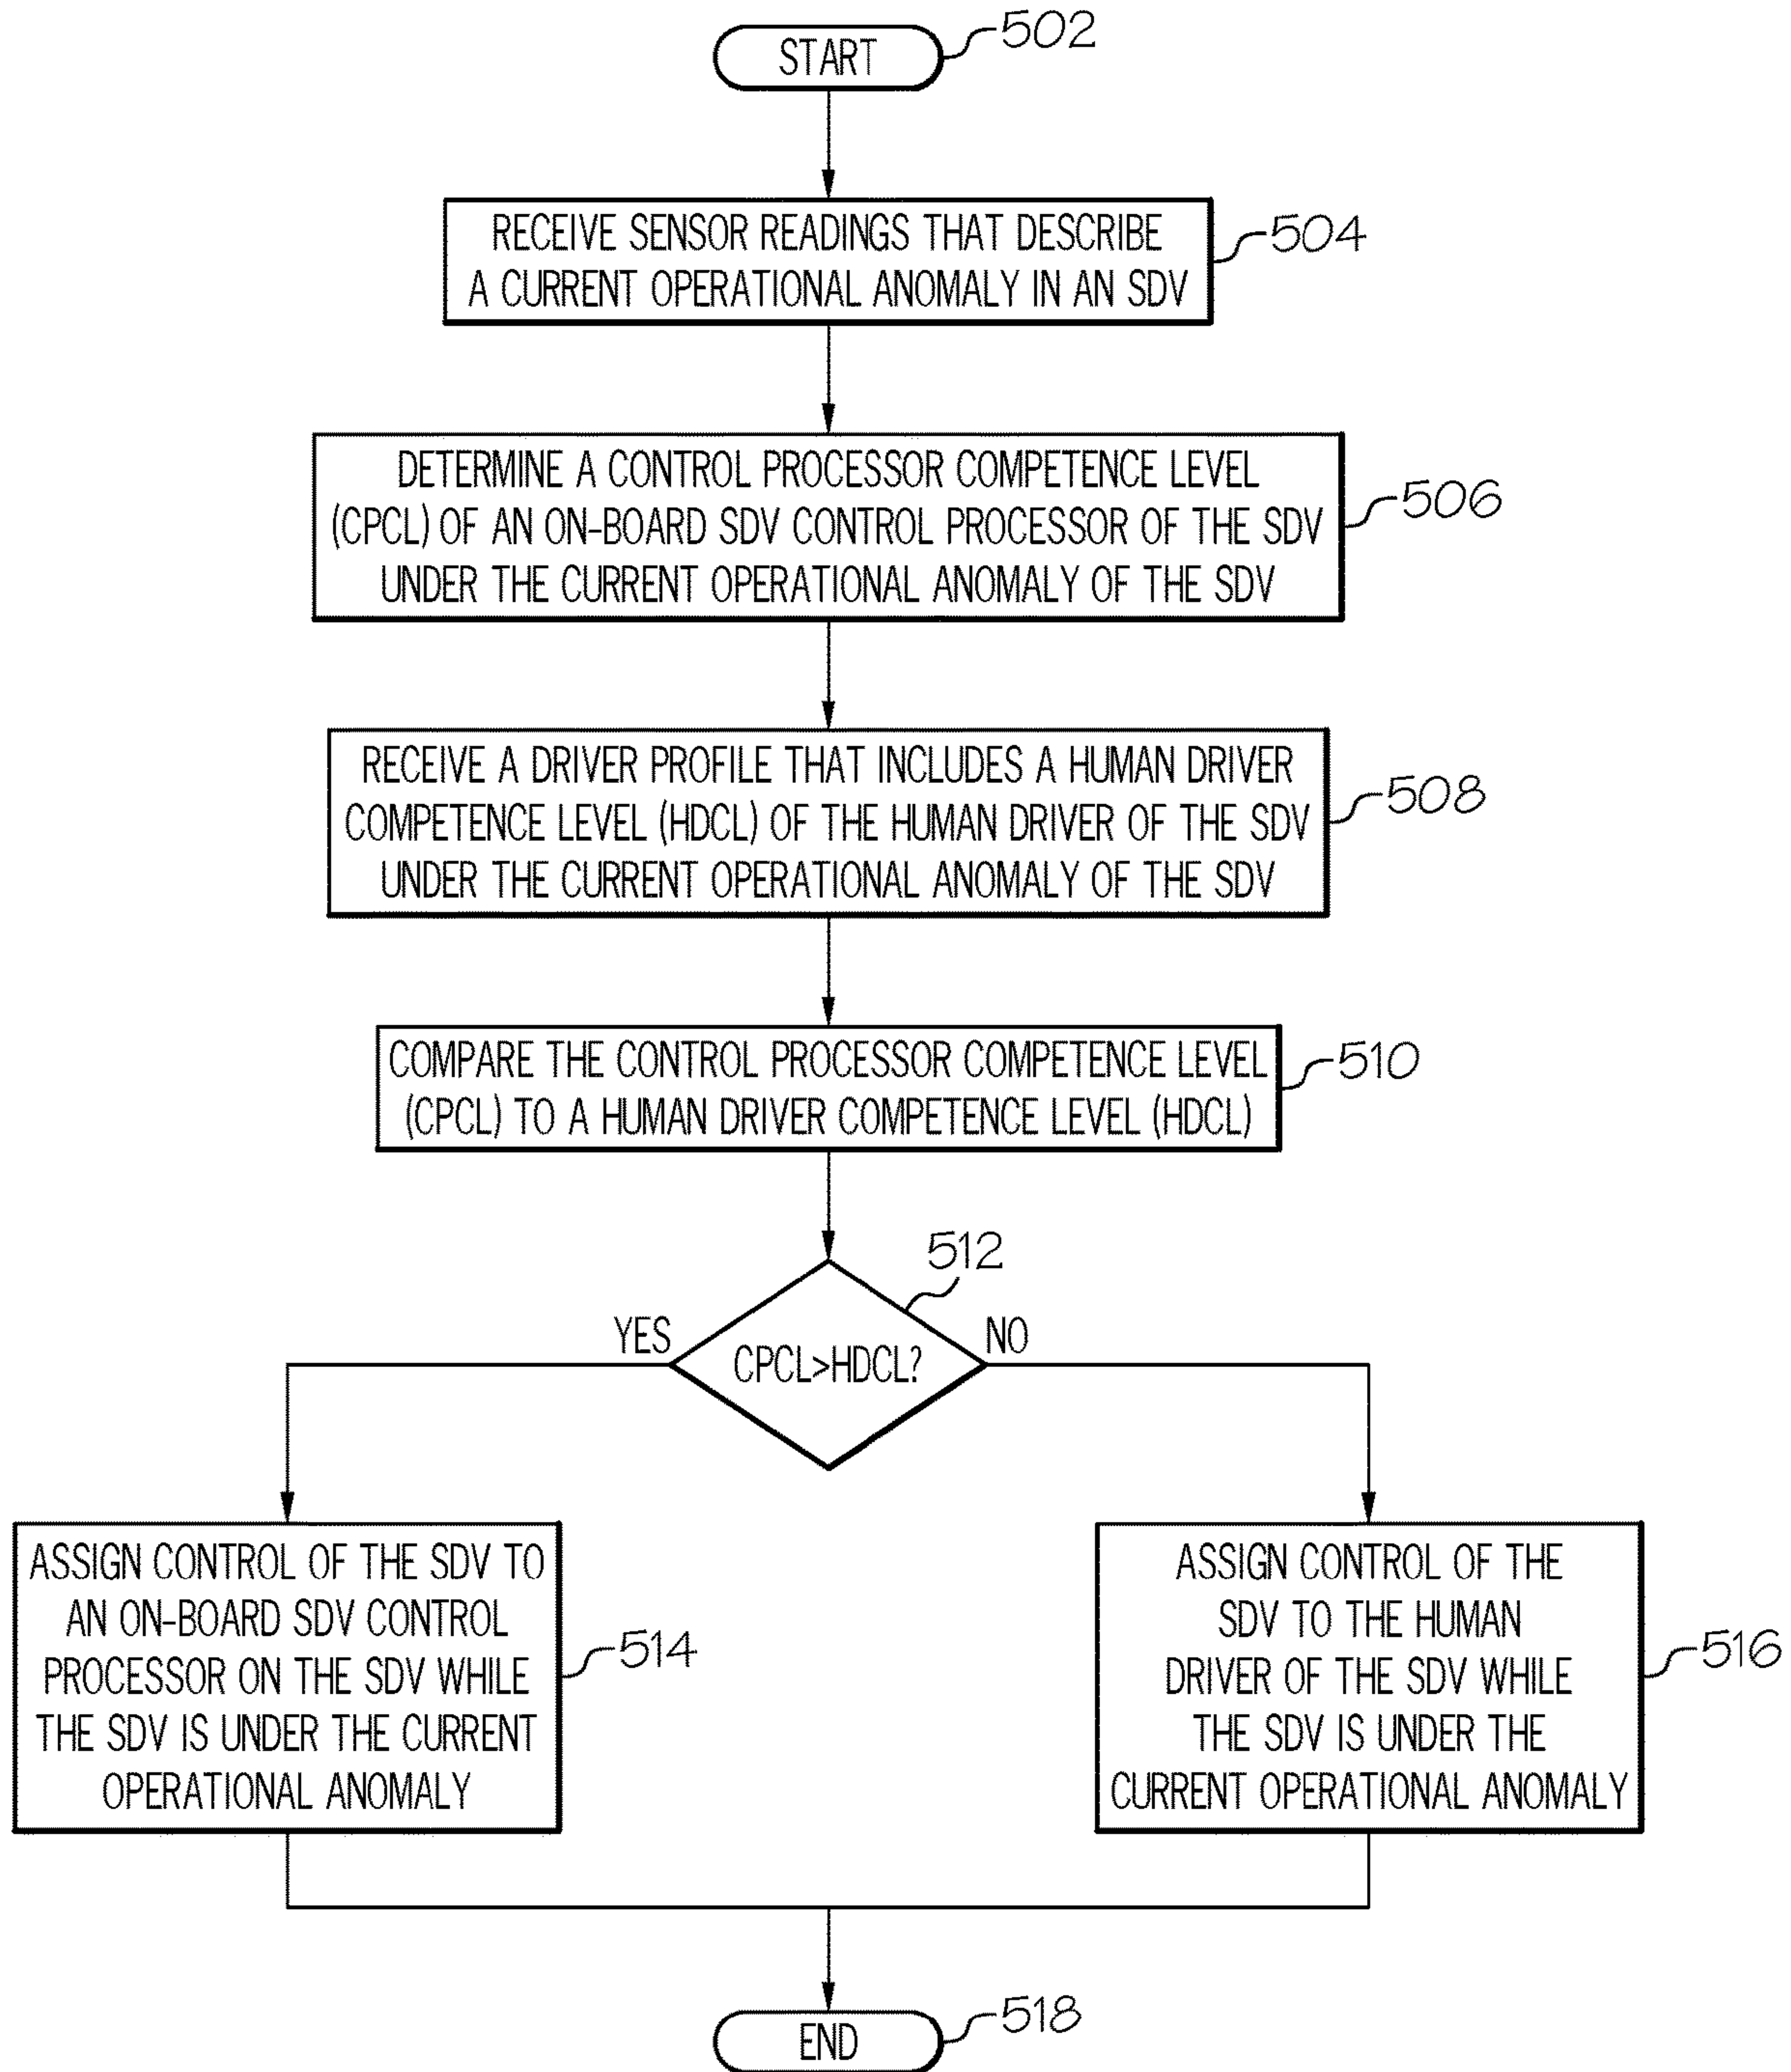 START
502
RECEIVE SENSOR READINGS THAT DESCRIBE
A CURRENT OPERATIONAL ANOMALY IN AN SDV
504
DETERMINE A CONTROL PROCESSOR COMPETENCE LEVEL
(CPCL) OF AN ON-BOARD SDV CONTROL PROCESSOR OF THE SDV
UNDER THE CURRENT OPERATIONAL ANOMALY OF THE SDV
506
RECEIVE A DRIVER PROFILE THAT INCLUDES A HUMAN DRIVER
COMPETENCE LEVEL (HDCL) OF THE HUMAN DRIVER OF THE SDV
UNDER THE CURRENT OPERATIONAL ANOMALY OF THE SDV
508
COMPARE THE CONTROL PROCESSOR COMPETENCE LEVEL
(CPCL) TO A HUMAN DRIVER COMPETENCE LEVEL (HDCL)
510
512
YES
CPCL>HDCL?
NO
ASSIGN CONTROL OF THE SDV TO
AN ON-BOARD SDV CONTROL
PROCESSOR ON THE SDV WHILE
THE SDV IS UNDER THE CURRENT
OPERATIONAL ANOMALY
514
ASSIGN CONTROL OF THE
SDV TO THE HUMAN
DRIVER OF THE SDV WHILE
THE SDV IS UNDER THE
CURRENT OPERATIONAL ANOMALY
516
END
518